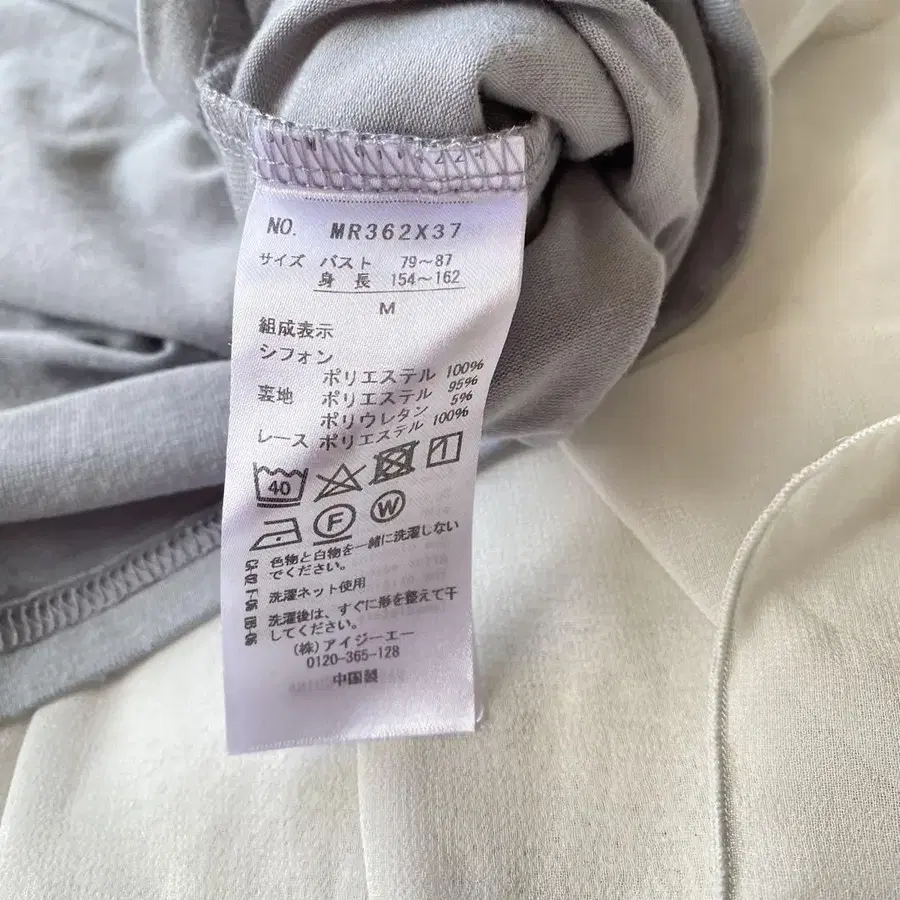 NO. MR362X37
サイズ バスト 79～87
身長 154～162
M
組成表示
シフォン
ポリエステル 100%
裏地 ポリエステル 95%
ポリウレタン 5%
レース ポリエステル 100%
40
F W
色物と白物を一緒に洗濯しない
でください。
洗濯ネット使用
洗濯後は、すぐに形を整えて干
してください。
(株)アイジーエー
0120-365-128
中国製